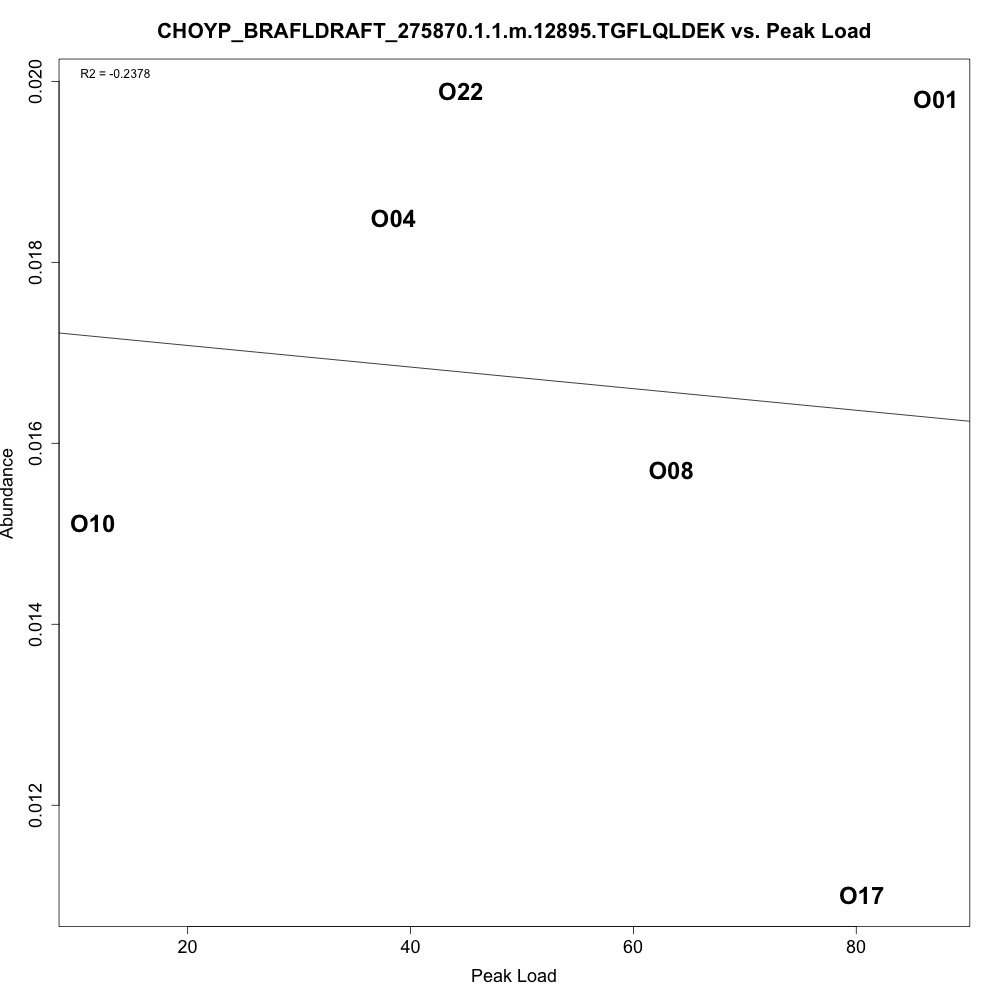 CHOYP_BRAFLDRAFT_275870.1.1.m.12895.TGFLQLDEK vs. Peak Load
R2 = -0.2378
O22
O01
O04
O08
O10
O17
0.020
0.018
0.016
0.014
0.012
Abundance
20
40
60
80
Peak Load